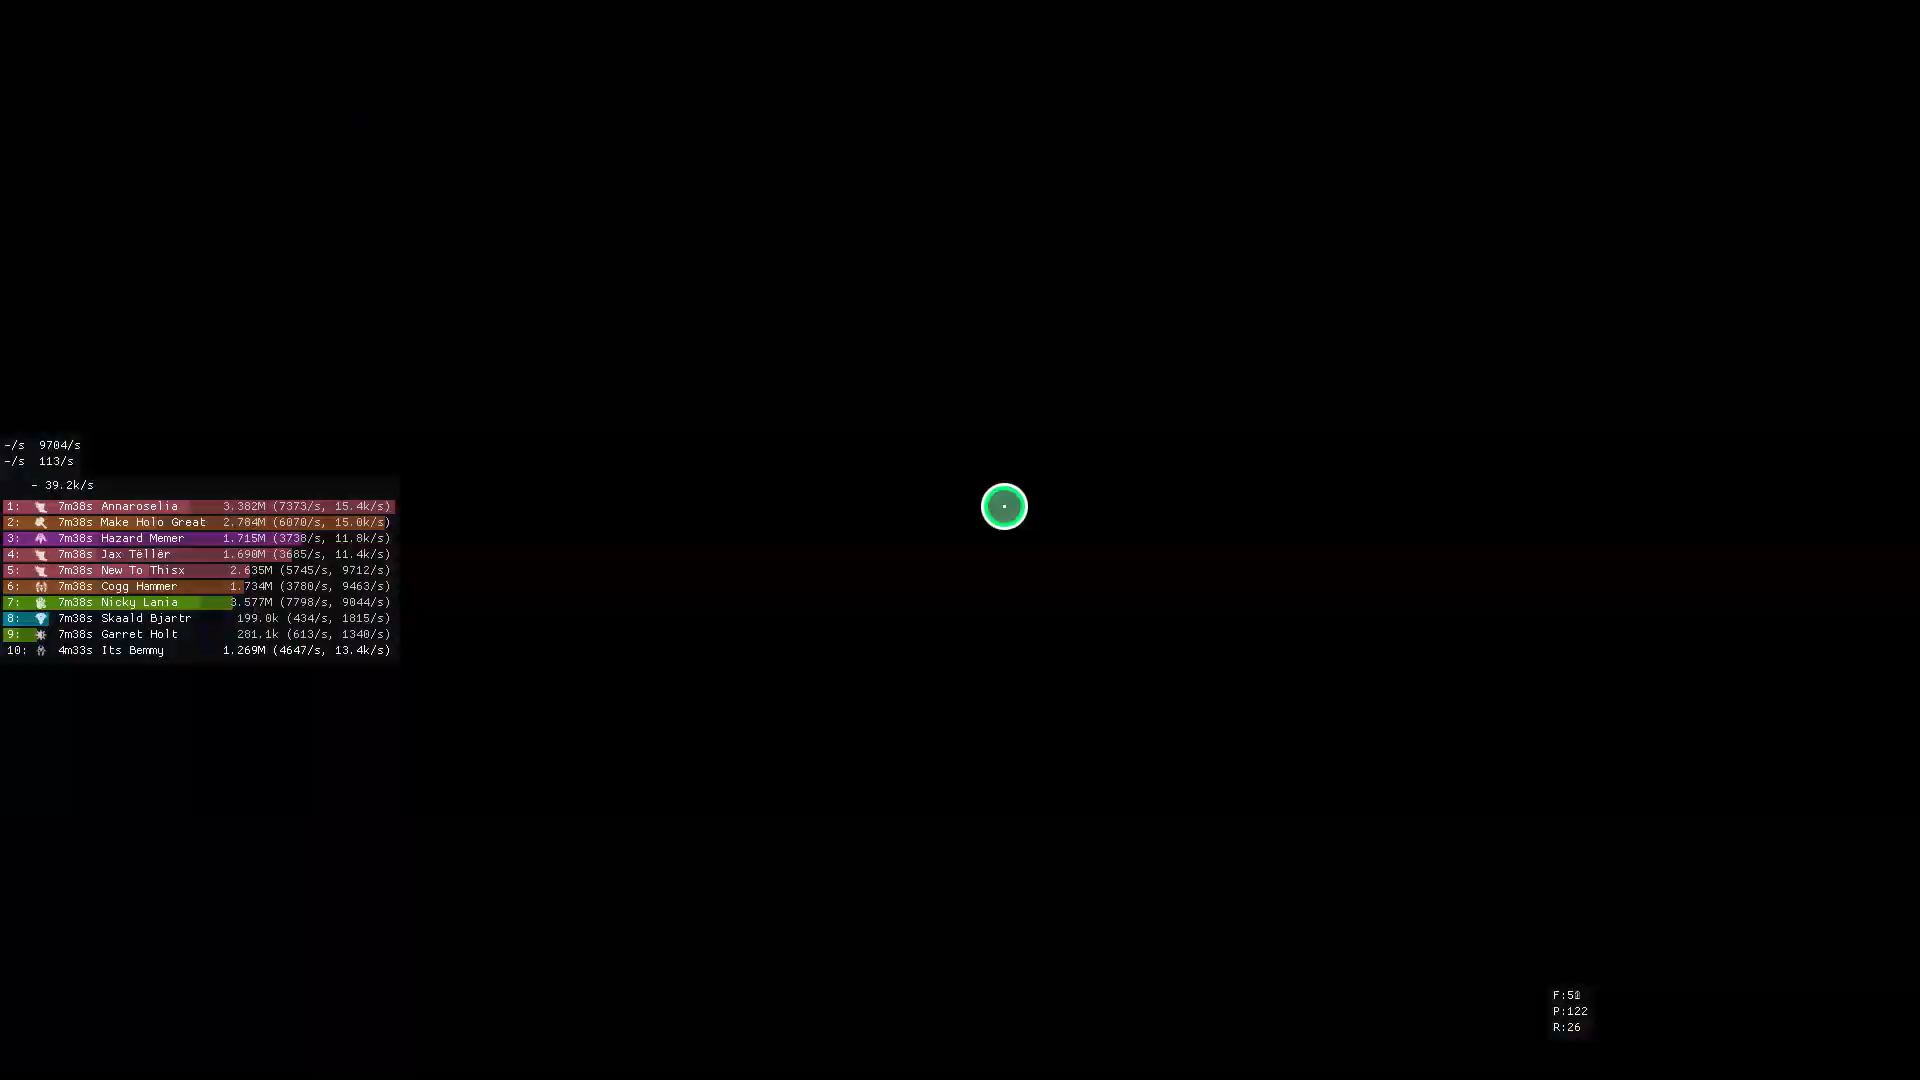 -/s 9704/s
-/s 113/s
- 39.2k/s
1: 7m38s Annaroselia 3.382M (7373/s, 15.4k/s)
2: 7m38s Make Holo Great 2.784M (6070/s, 15.0k/s)
3: 7m38s Hazard Memer 1.715M (3738/s, 11.8k/s)
4: 7m38s Jax Tëllër 1.690M (3685/s, 11.4k/s)
5: 7m38s New To Thisx 2.635M (5745/s, 9712/s)
6: 7m38s Cogg Hammer 1.734M (3780/s, 9463/s)
7: 7m38s Nicky Lania 3.577M (7798/s, 9044/s)
8: 7m38s Skaald Bjartr 199.0k (434/s, 1815/s)
9: 7m38s Garret Holt 281.1k (613/s, 1340/s)
10: 4m33s Its Bemmy 1.269M (4647/s, 13.4k/s)
P:122
R:26